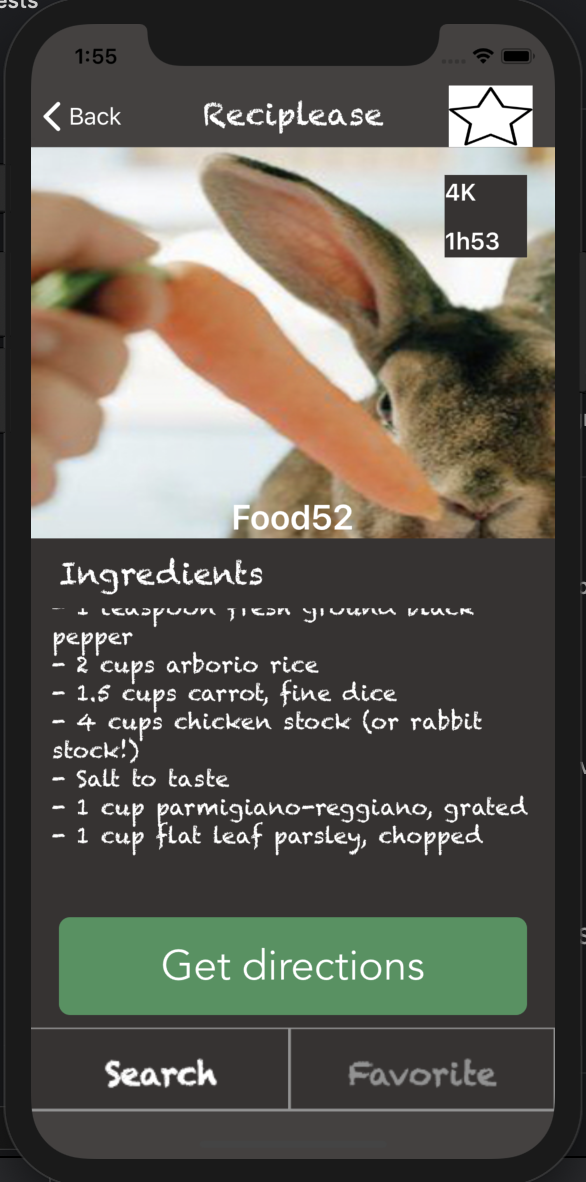 ests
1:55
Back
Reciplease
4K
1h53
Food52
Ingredients
- 1 teaspoon fresh ground black
pepper
- 2 cups arborio rice
- 1.5 cups carrot, fine dice
- 4 cups chicken stock (or rabbit
stock!)
- Salt to taste
- 1 cup parmigiano-reggiano, grated
- 1 cup flat leaf parsley, chopped
Get directions
Search
Favorite